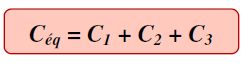 Céq = C1 + C2 + C3